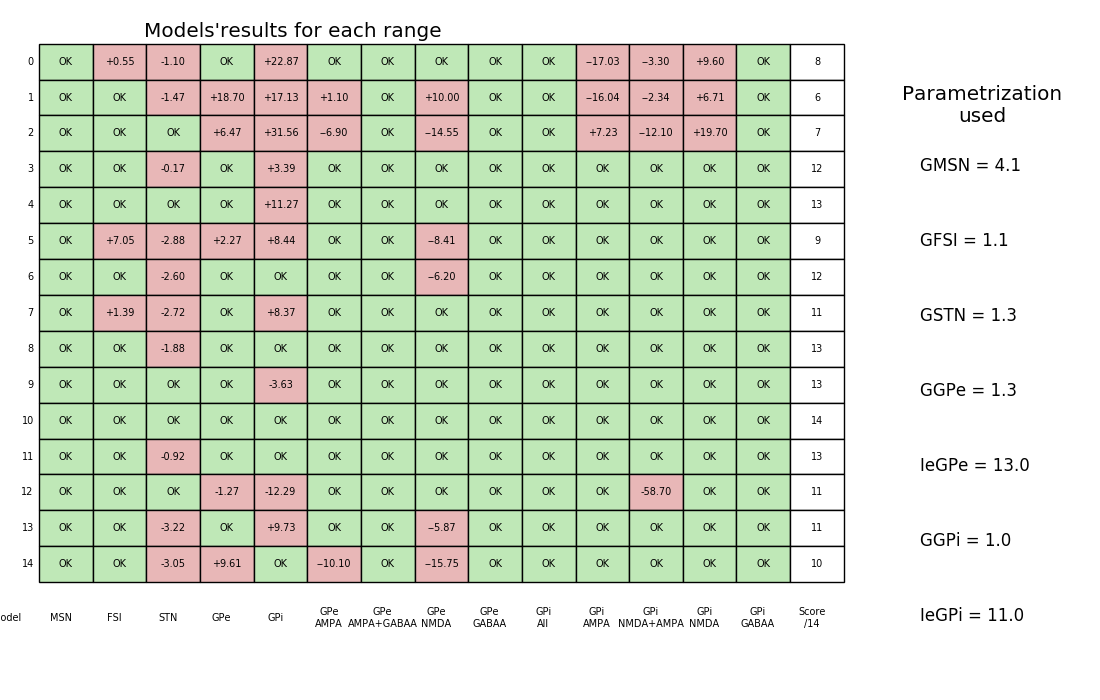 Models'results for each range
0 OK +0.55 -1.10 OK +22.87 OK OK OK OK OK −17.03 −3.30 +9.60 OK 8
1 OK OK -1.47 +18.70 +17.13 +1.10 OK +10.00 OK OK −16.04 −2.34 +6.71 OK 6
2 OK OK OK +6.47 +31.56 −6.90 OK −14.55 OK OK +7.23 −12.10 +19.70 OK 7
3 OK OK -0.17 OK +3.39 OK OK OK OK OK OK OK OK OK 12
4 OK OK OK OK +11.27 OK OK OK OK OK OK OK OK OK 13
5 OK +7.05 -2.88 +2.27 +8.44 OK OK −8.41 OK OK OK OK OK OK 9
6 OK OK -2.60 OK OK OK OK −6.20 OK OK OK OK OK OK 12
7 OK +1.39 -2.72 OK +8.37 OK OK OK OK OK OK OK OK OK 11
8 OK OK -1.88 OK OK OK OK OK OK OK OK OK OK OK 13
9 OK OK OK OK -3.63 OK OK OK OK OK OK OK OK OK 13
10 OK OK OK OK OK OK OK OK OK OK OK OK OK OK 14
11 OK OK -0.92 OK OK OK OK OK OK OK OK OK OK OK 13
12 OK OK OK -1.27 -12.29 OK OK OK OK OK OK -58.70 OK OK 11
13 OK OK -3.22 OK +9.73 OK OK −5.87 OK OK OK OK OK OK 11
14 OK OK -3.05 +9.61 OK −10.10 OK −15.75 OK OK OK OK OK OK 10
odel MSN FSI STN GPe GPi GPe AMPA GPe AMPA+GABAA GPe NMDA GPe GABAA GPi All GPi AMPA GPi NMDA+AMPA GPi NMDA GPi GABAA Score /14
Parametrization
used
GMSN = 4.1
GFSI = 1.1
GSTN = 1.3
GGPe = 1.3
IeGPe = 13.0
GGPi = 1.0
IeGPi = 11.0